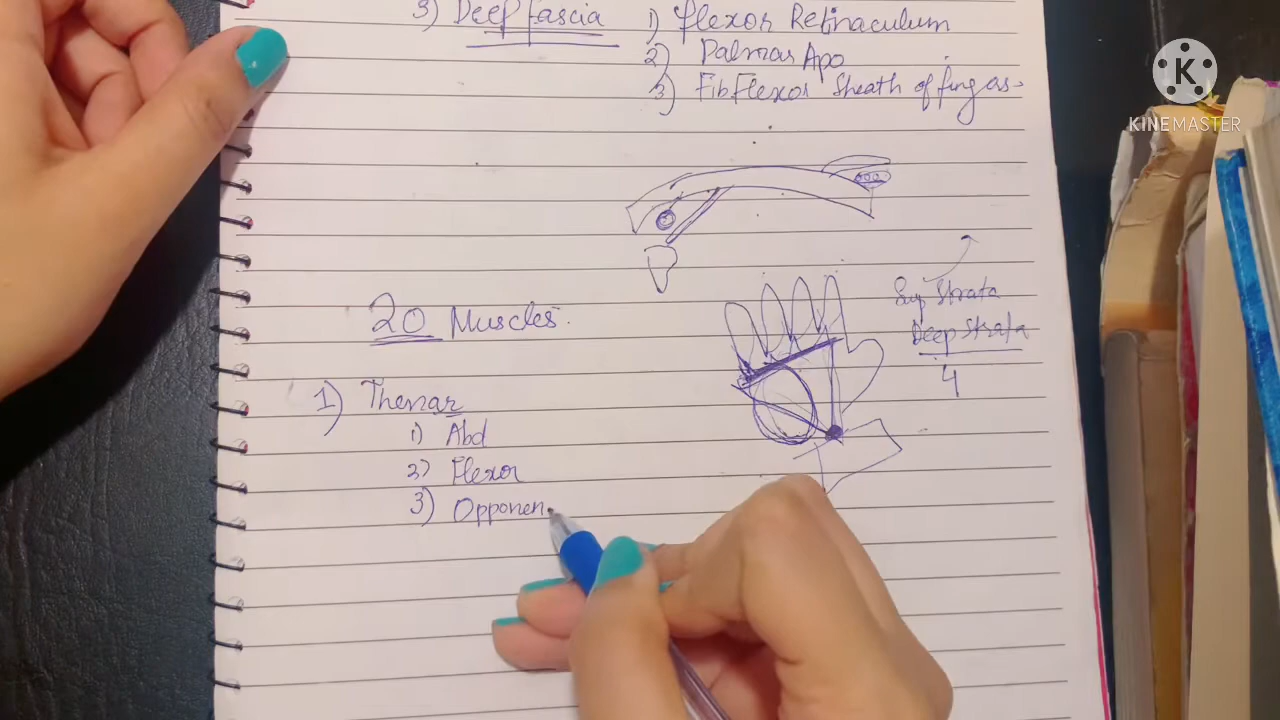 3) Deep fascia
1) flexor Retinaculum
2) Palmar Apo
3) Fib Flexor Sheath of fingers.
20 Muscles.
Sup Strata
Deep Strata
4
1) Thenar
1) Abd
2) Flexor
3) Opponen
K
KINEMASTER